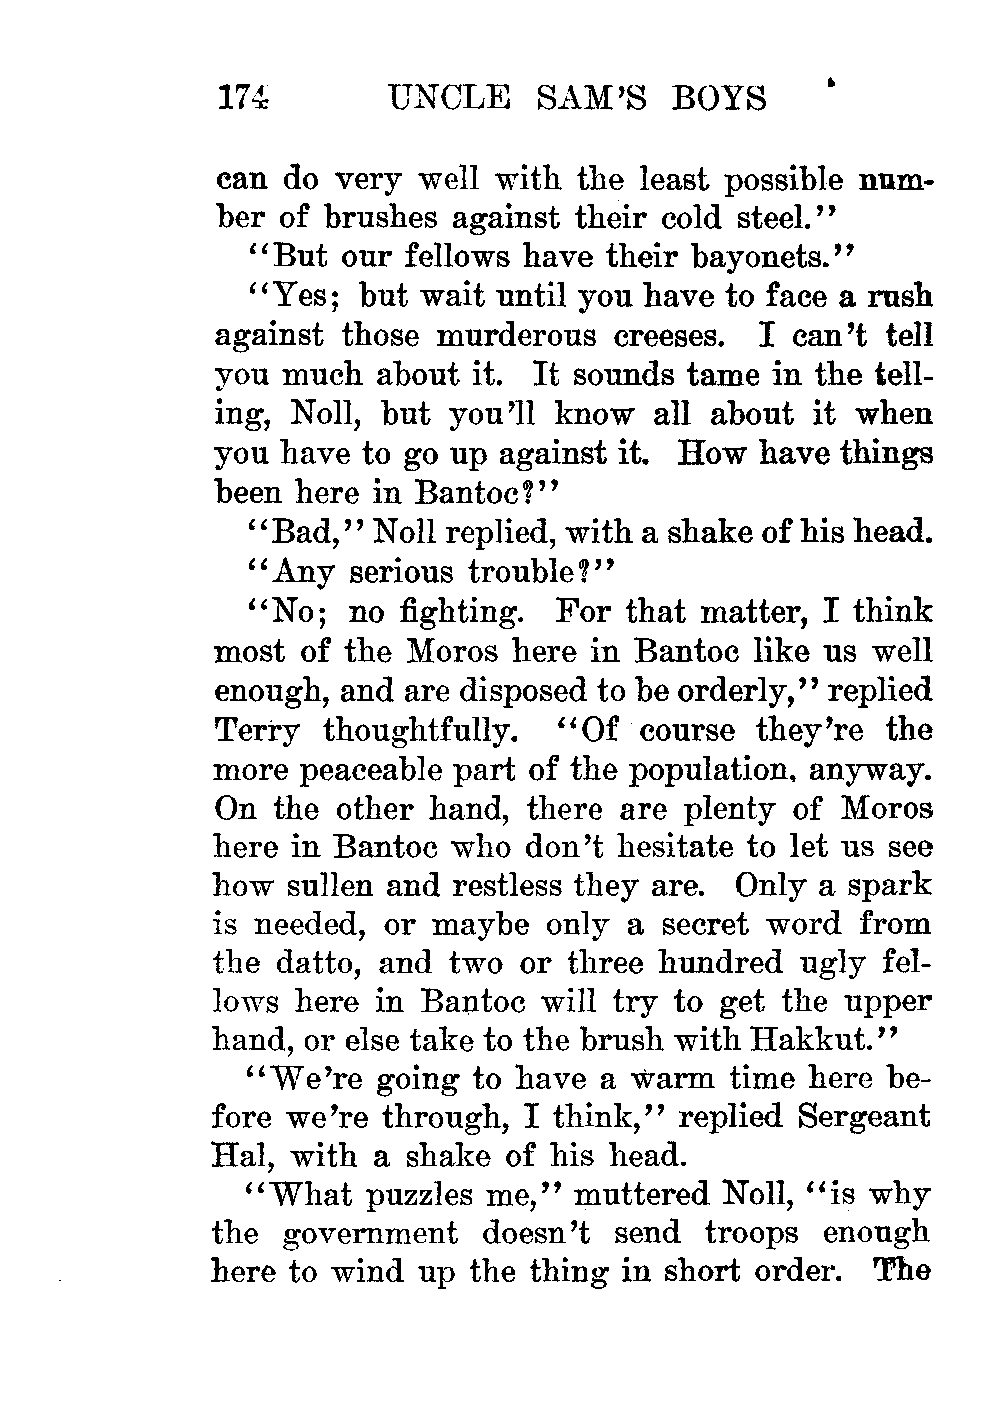 174 UNCLE SAM'S BOYS
can do very well with the least possible num-
ber of brushes against their cold steel."
"But our fellows have their bayonets."
"Yes; but wait until you have to face a rush
against those murderous creeses. I can't tell
you much about it. It sounds tame in the tell-
ing, Noll, but you'll know all about it when
you have to go up against it. How have things
been here in Bantoc?"
"Bad," Noll replied, with a shake of his head.
"Any serious trouble?"
"No; no fighting. For that matter, I think
most of the Moros here in Bantoc like us well
enough, and are disposed to be orderly," replied
Terry thoughtfully. "Of course they're the
more peaceable part of the population, anyway.
On the other hand, there are plenty of Moros
here in Bantoc who don't hesitate to let us see
how sullen and restless they are. Only a spark
is needed, or maybe only a secret word from
the datto, and two or three hundred ugly fel-
lows here in Bantoc will try to get the upper
hand, or else take to the brush with Hakkut."
"We're going to have a warm time here be-
fore we're through, I think," replied Sergeant
Hal, with a shake of his head.
"What puzzles me," muttered Noll, "is why
the government doesn't send troops enough
here to wind up the thing in short order. The